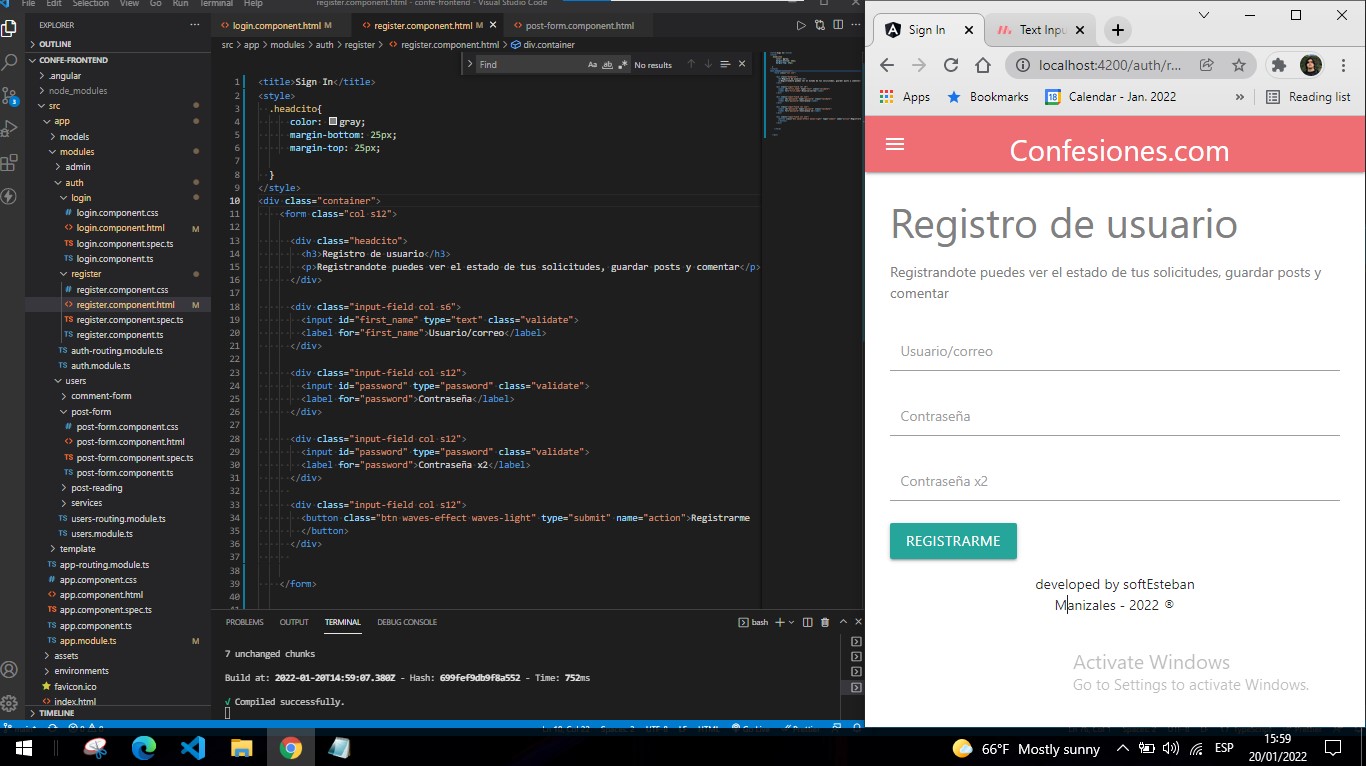 File Edit Selection View Go Run Terminal Help register.component.html - confe-frontend - Visual Studio Code
EXPLORER
OUTLINE
CONFE-FRONTEND
.angular
node_modules
src
app
models
modules
admin
auth
login
login.component.css
login.component.html M
login.component.spec.ts
login.component.ts
register
register.component.css
register.component.html M
register.component.spec.ts
register.component.ts
auth-routing.module.ts
auth.module.ts
users
comment-form
post-form
post-form.component.css
post-form.component.html
post-form.component.spec.ts
post-form.component.ts
post-reading
services
users-routing.module.ts
users.module.ts
template
app-routing.module.ts
app.component.css
app.component.html
app.component.spec.ts
app.component.ts
app.module.ts M
assets
environments
favicon.ico
index.html
TIMELINE
login.component.html M register.component.html M post-form.component.html
src > app > modules > auth > register > register.component.html > div.container
Find Aa ab No results
1 <title>Sign In</title>
2 <style>
3 .headcito{
4 color: gray;
5 margin-bottom: 25px;
6 margin-top: 25px;
7
8 }
9 </style>
10 <div class="container">
11 <form class="col s12">
12
13 <div class="headcito">
14 <h3>Registro de usuario</h3>
15 <p>Registrandote puedes ver el estado de tus solicitudes, guardar posts y comentar</p>
16 </div>
17
18 <div class="input-field col s6">
19 <input id="first_name" type="text" class="validate">
20 <label for="first_name">Usuario/correo</label>
21 </div>
22
23 <div class="input-field col s12">
24 <input id="password" type="password" class="validate">
25 <label for="password">Contraseña</label>
26 </div>
27
28 <div class="input-field col s12">
29 <input id="password" type="password" class="validate">
30 <label for="password">Contraseña x2</label>
31 </div>
32
33 <div class="input-field col s12">
34 <button class="btn waves-effect waves-light" type="submit" name="action">Registrarme
35 </button>
36 </div>
37
38
39 </form>
40
41
PROBLEMS OUTPUT TERMINAL DEBUG CONSOLE bash
7 unchanged chunks
Build at: 2022-01-20T14:59:07.380Z - Hash: 699fef9db9f8a552 - Time: 752ms
√ Compiled successfully.
Sign In Text Inpu
localhost:4200/auth/r...
Apps Bookmarks 18 Calendar - Jan. 2022 » Reading list
Confesiones.com
Registro de usuario
Registrandote puedes ver el estado de tus solicitudes, guardar posts y
comentar
Usuario/correo
Contraseña
Contraseña x2
REGISTRARME
developed by softEsteban
Manizales - 2022 ®
Activate Windows
Go to Settings to activate Windows.
66°F Mostly sunny ESP 15:59
20/01/2022